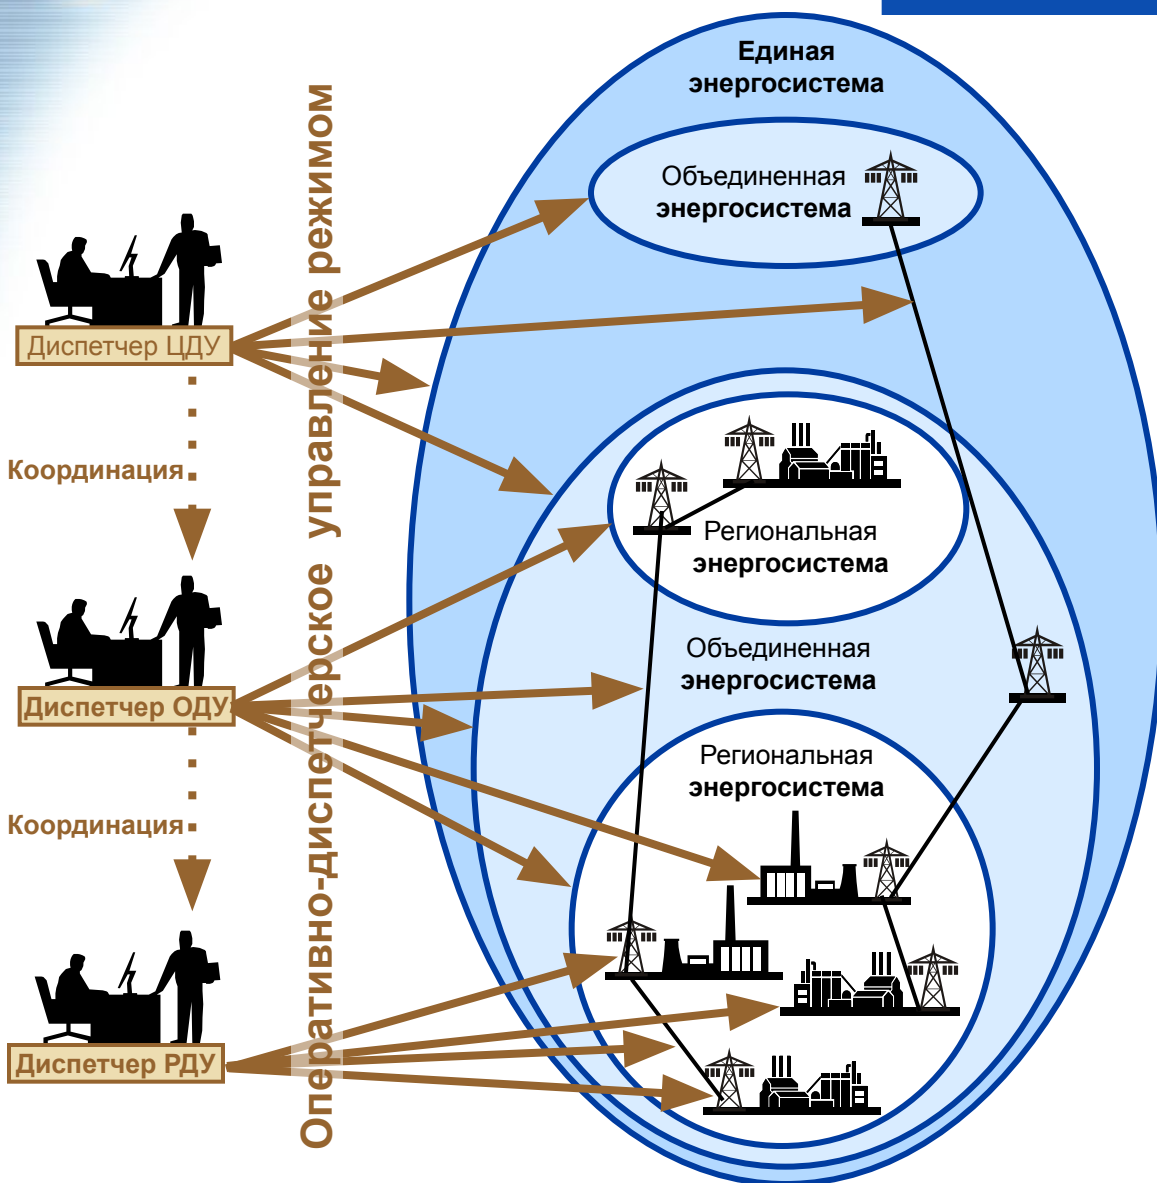 Единая
энергосистема
Объединенная
энергосистема
Диспетчер ЦДУ
Координация
Оперативно-диспетчерское управление режимом
Региональная
энергосистема
Диспетчер ОДУ
Объединенная
энергосистема
Региональная
энергосистема
Координация
Диспетчер РДУ